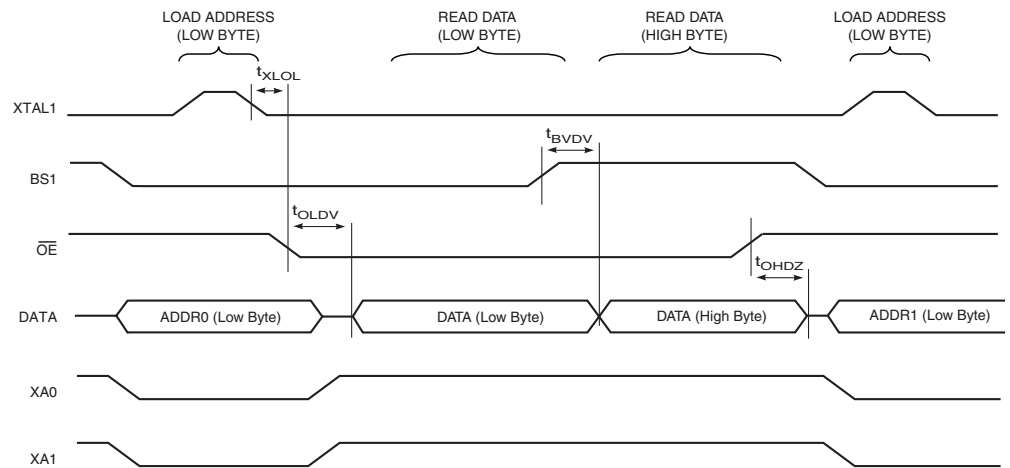 LOAD ADDRESS
(LOW BYTE)
READ DATA
(LOW BYTE)
READ DATA
(HIGH BYTE)
LOAD ADDRESS
(LOW BYTE)
tXLOL
XTAL1
tBVDV
BS1
tOLDV
OE
tOHDZ
DATA
ADDR0 (Low Byte)
DATA (Low Byte)
DATA (High Byte)
ADDR1 (Low Byte)
XA0
XA1